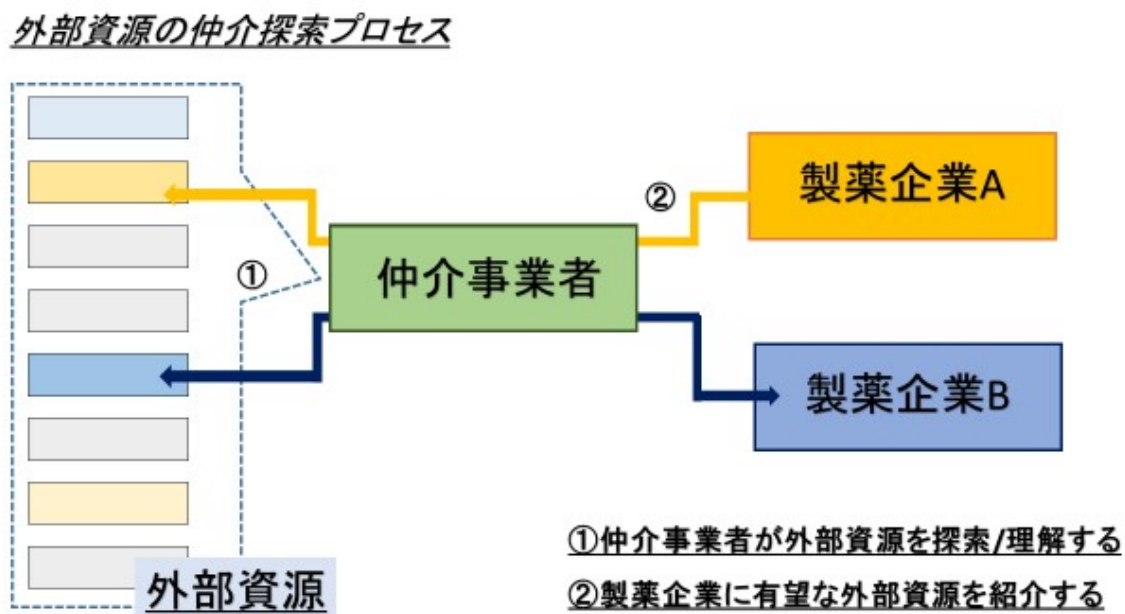 外部資源の仲介探索プロセス
②
製薬企業A
仲介事業者
①
製薬企業B
①仲介事業者が外部資源を探索/理解する
外部資源
②製薬企業に有望な外部資源を紹介する